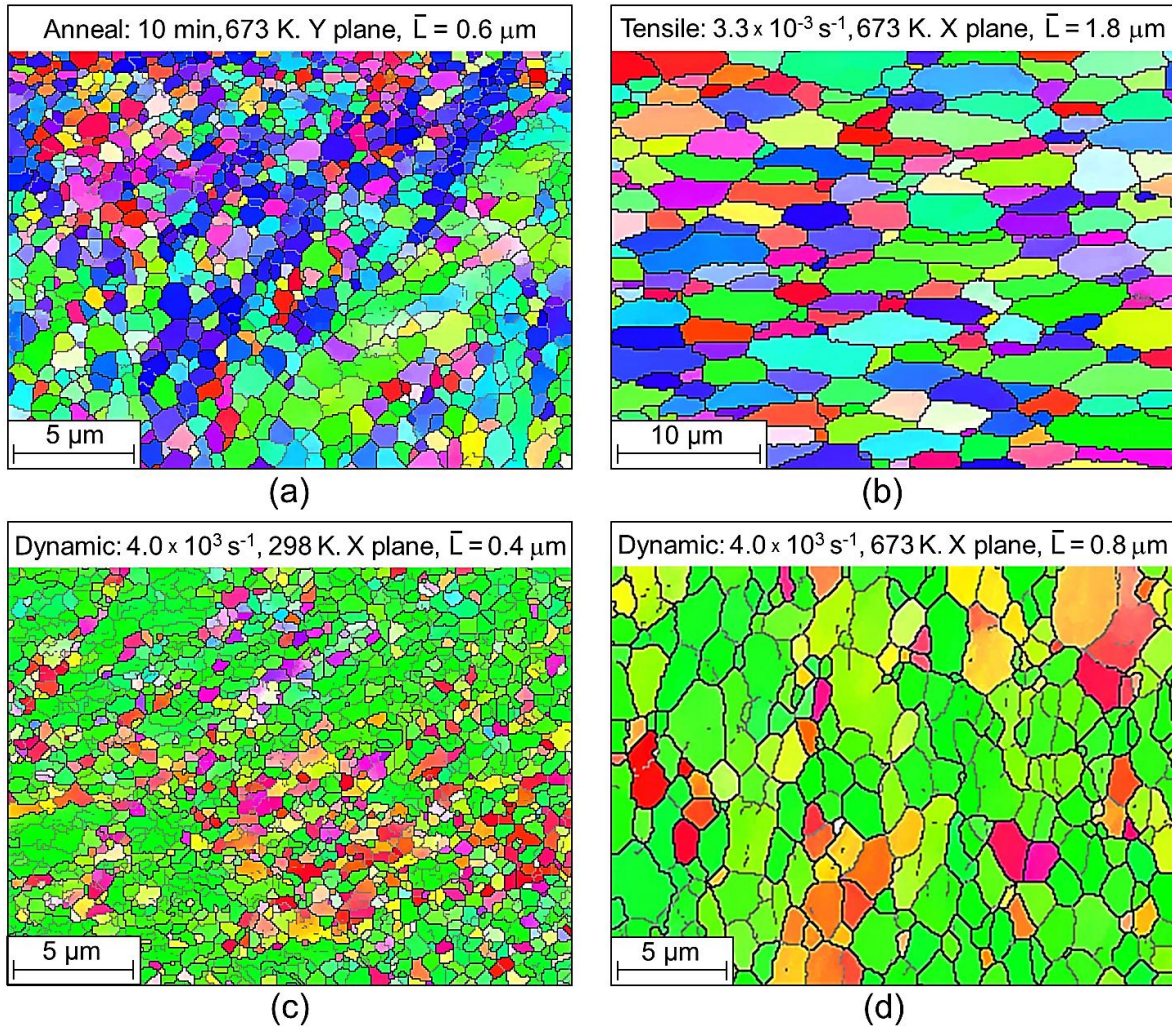 Anneal: 10 min,673 K. Y plane, L̄ = 0.6 μm
5 μm
(a)
Tensile: 3.3 × 10⁻³ s⁻¹,673 K. X plane, L̄ = 1.8 μm
10 μm
(b)
Dynamic: 4.0 × 10³ s⁻¹, 298 K. X plane, L̄ = 0.4 μm
5 μm
(c)
Dynamic: 4.0 × 10³ s⁻¹, 673 K. X plane, L̄ = 0.8 μm
5 μm
(d)